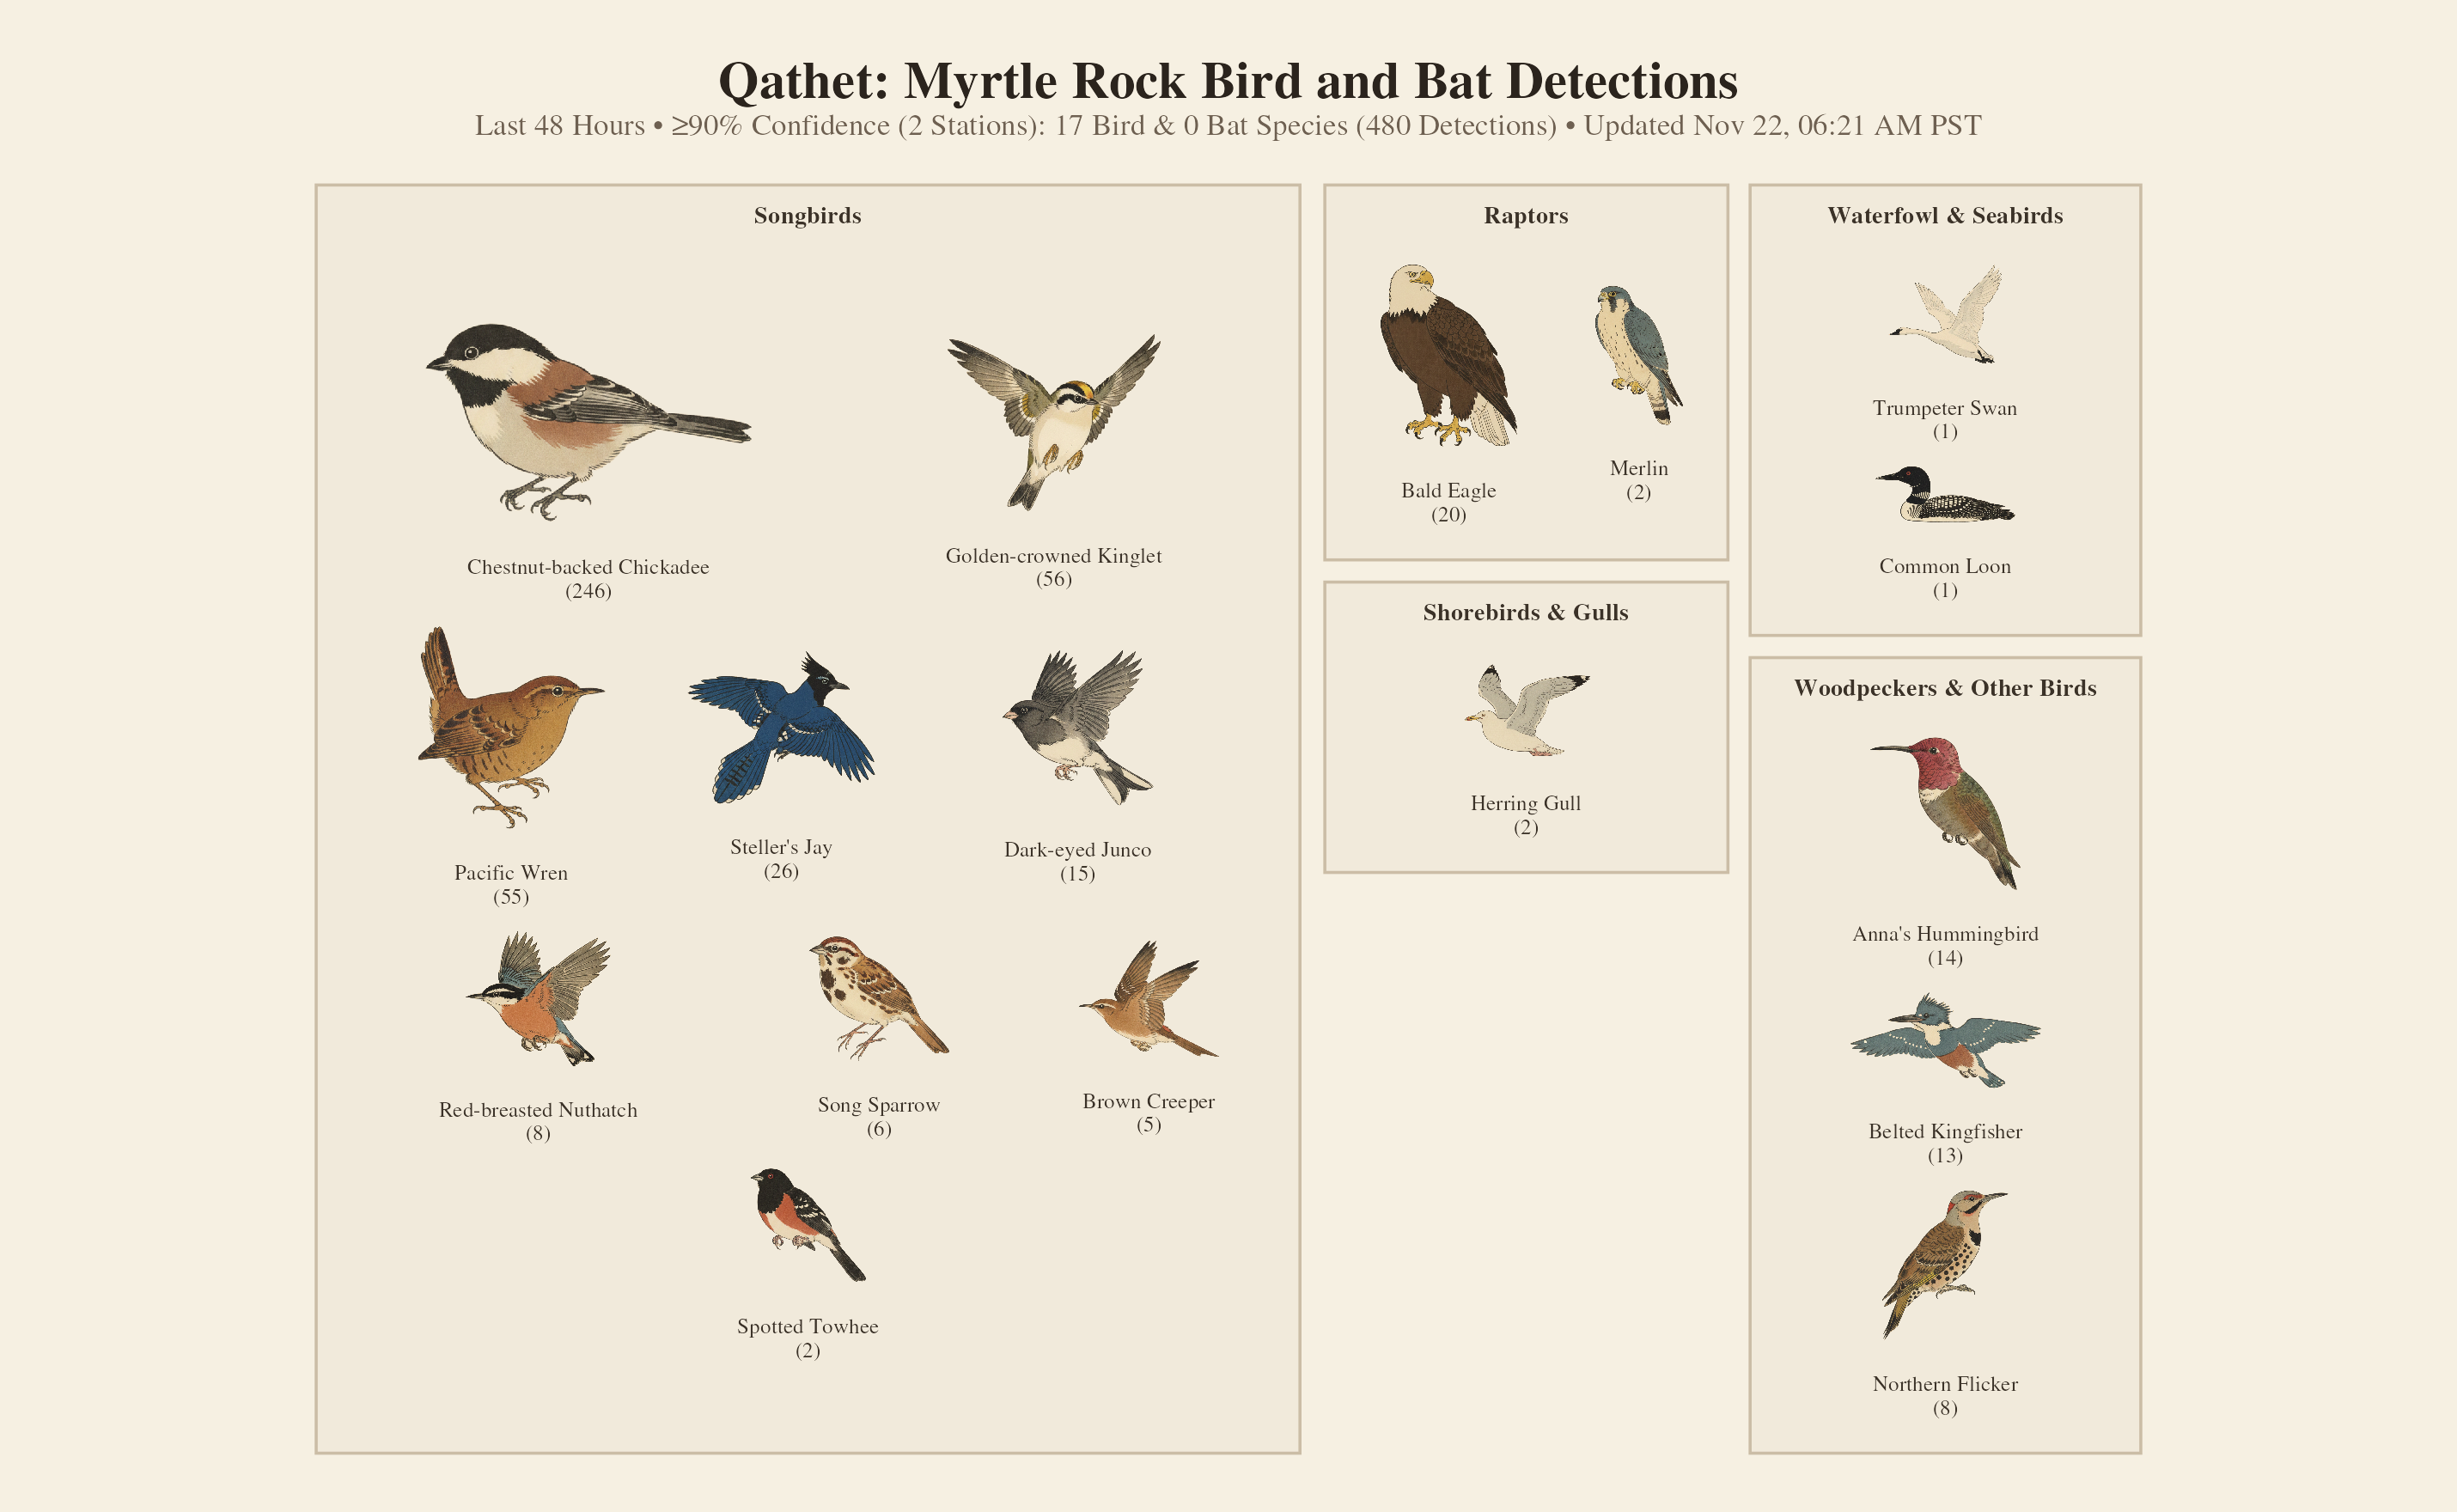 Qathet: Myrtle Rock Bird and Bat Detections
Last 48 Hours • ≥90% Confidence (2 Stations): 17 Bird & 0 Bat Species (480 Detections) • Updated Nov 22, 06:21 AM PST
Songbirds
Chestnut-backed Chickadee
(246)
Golden-crowned Kinglet
(56)
Pacific Wren
(55)
Steller's Jay
(26)
Dark-eyed Junco
(15)
Red-breasted Nuthatch
(8)
Song Sparrow
(6)
Brown Creeper
(5)
Spotted Towhee
(2)
Raptors
Bald Eagle
(20)
Merlin
(2)
Shorebirds & Gulls
Herring Gull
(2)
Waterfowl & Seabirds
Trumpeter Swan
(1)
Common Loon
(1)
Woodpeckers & Other Birds
Anna's Hummingbird
(14)
Belted Kingfisher
(13)
Northern Flicker
(8)